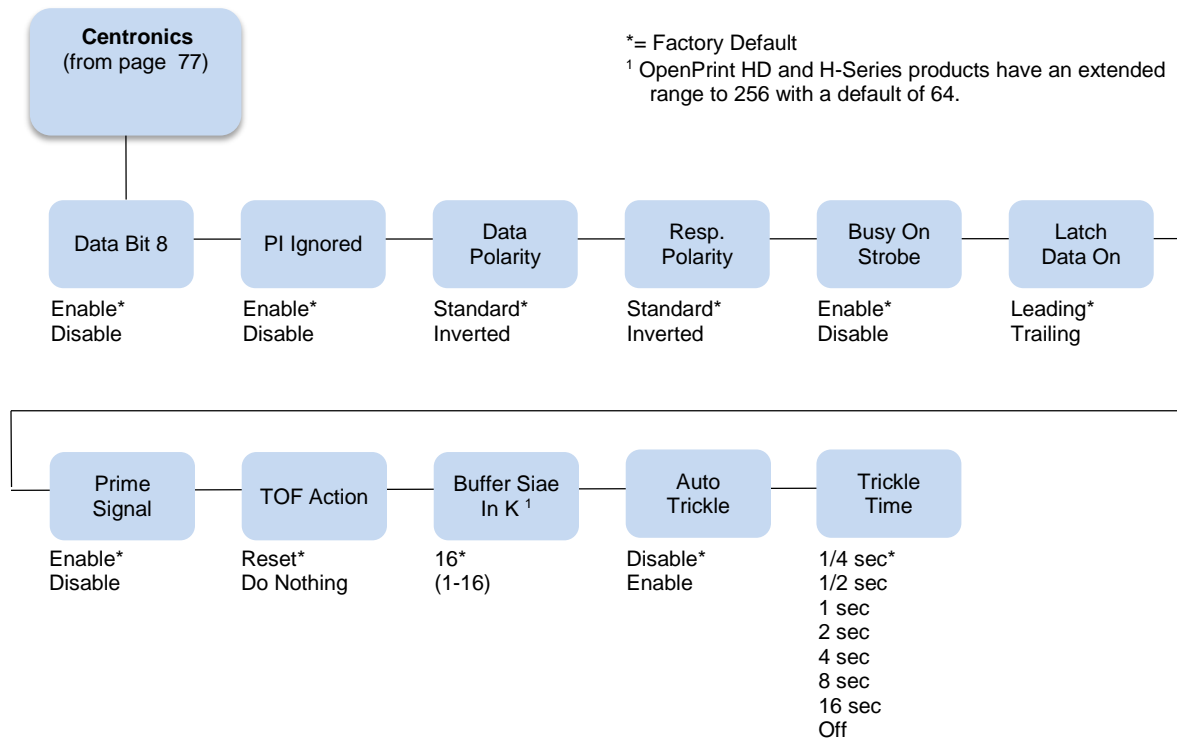 Centronics
(from page 77)
*= Factory Default
¹ OpenPrint HD and H-Series products have an extended
range to 256 with a default of 64.
Data Bit 8
Enable*
Disable
PI Ignored
Enable*
Disable
Data
Polarity
Standard*
Inverted
Resp.
Polarity
Standard*
Inverted
Busy On
Strobe
Enable*
Disable
Latch
Data On
Leading*
Trailing
Prime
Signal
Enable*
Disable
TOF Action
Reset*
Do Nothing
Buffer Siae
In K ¹
16*
(1-16)
Auto
Trickle
Disable*
Enable
Trickle
Time
1/4 sec*
1/2 sec
1 sec
2 sec
4 sec
8 sec
16 sec
Off